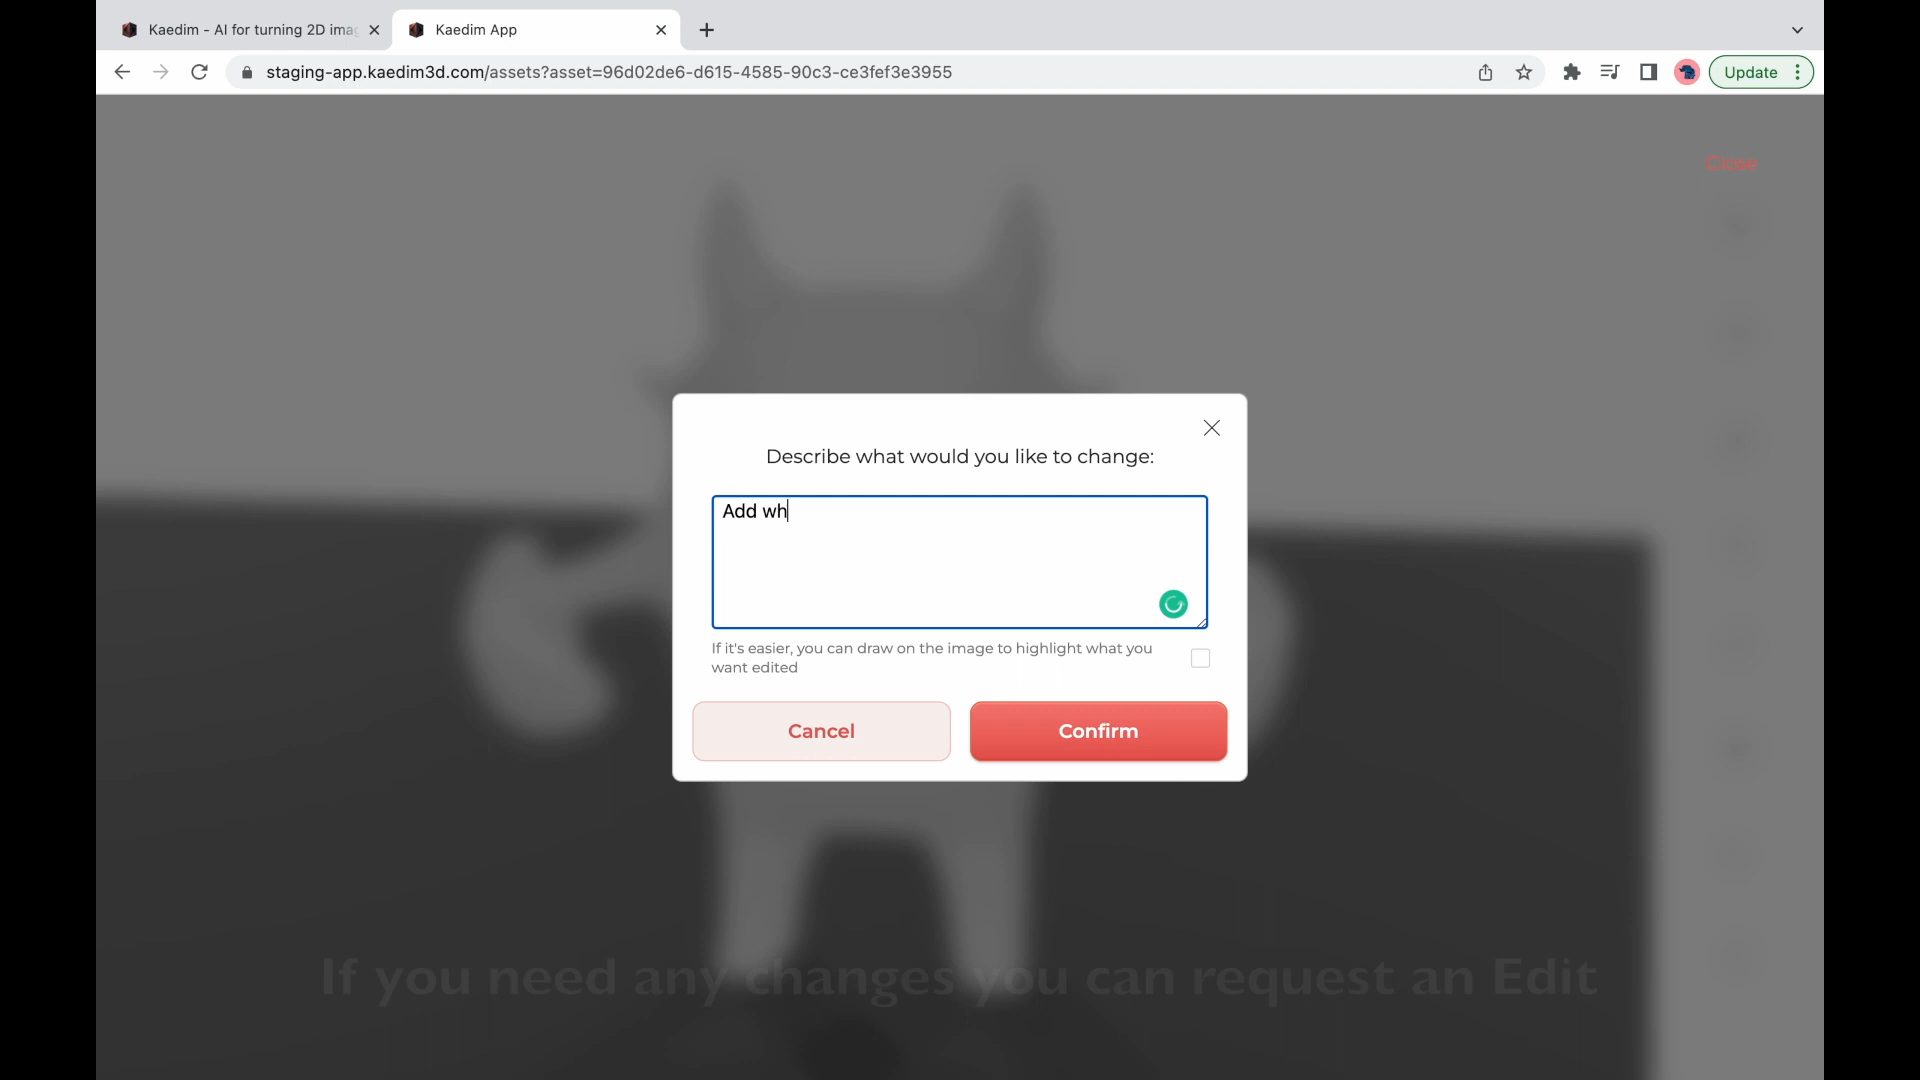 Kaedim - AI for turning 2D ima
Kaedim App
staging-app.kaedim3d.com/assets?asset=96d02de6-d615-4585-90c3-ce3fef3e3955
Update
Close
Describe what would you like to change:
Add wh
If it's easier, you can draw on the image to highlight what you
want edited
Cancel
Confirm
If you need any changes you can request an Edit